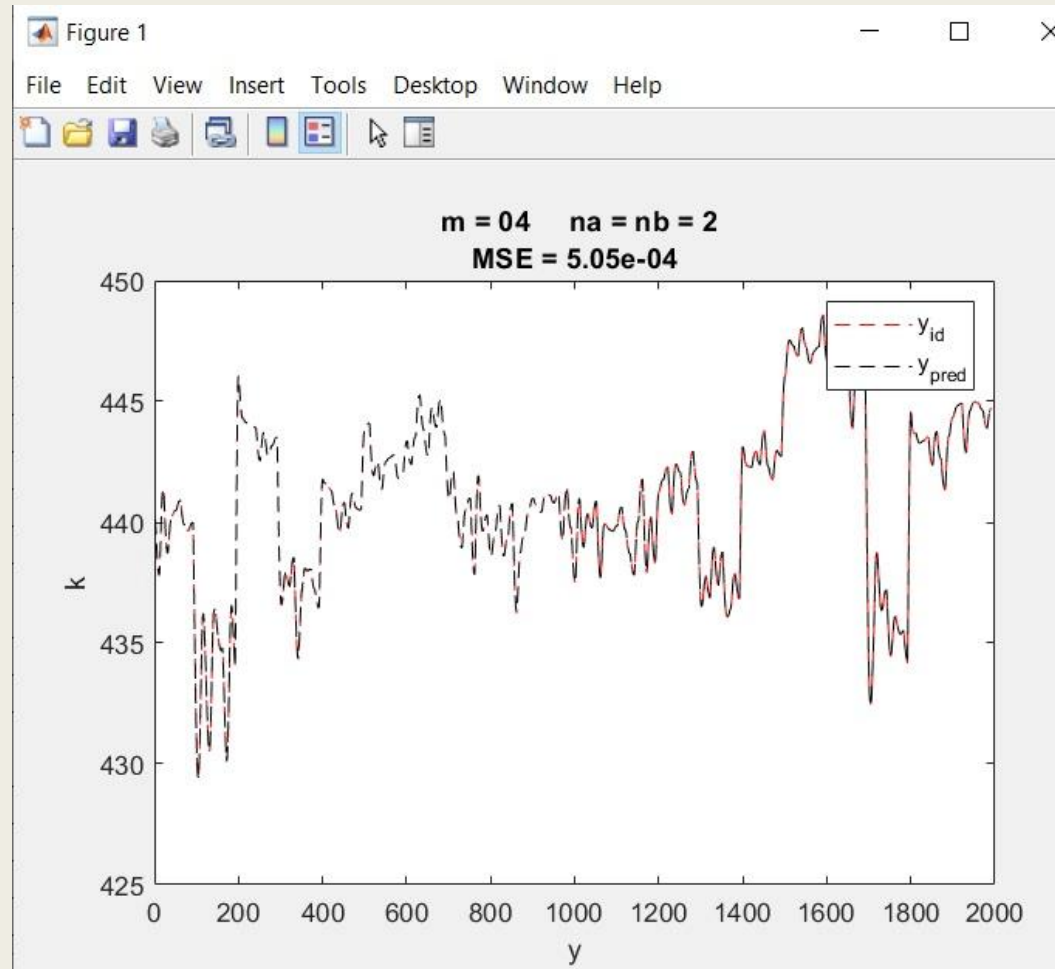 Figure 1
File Edit View Insert Tools Desktop Window Help
m = 04 na = nb = 2
MSE = 5.05e-04
450
445
440
435
430
425
k
y_id
y_pred
0 200 400 600 800 1000 1200 1400 1600 1800 2000
y